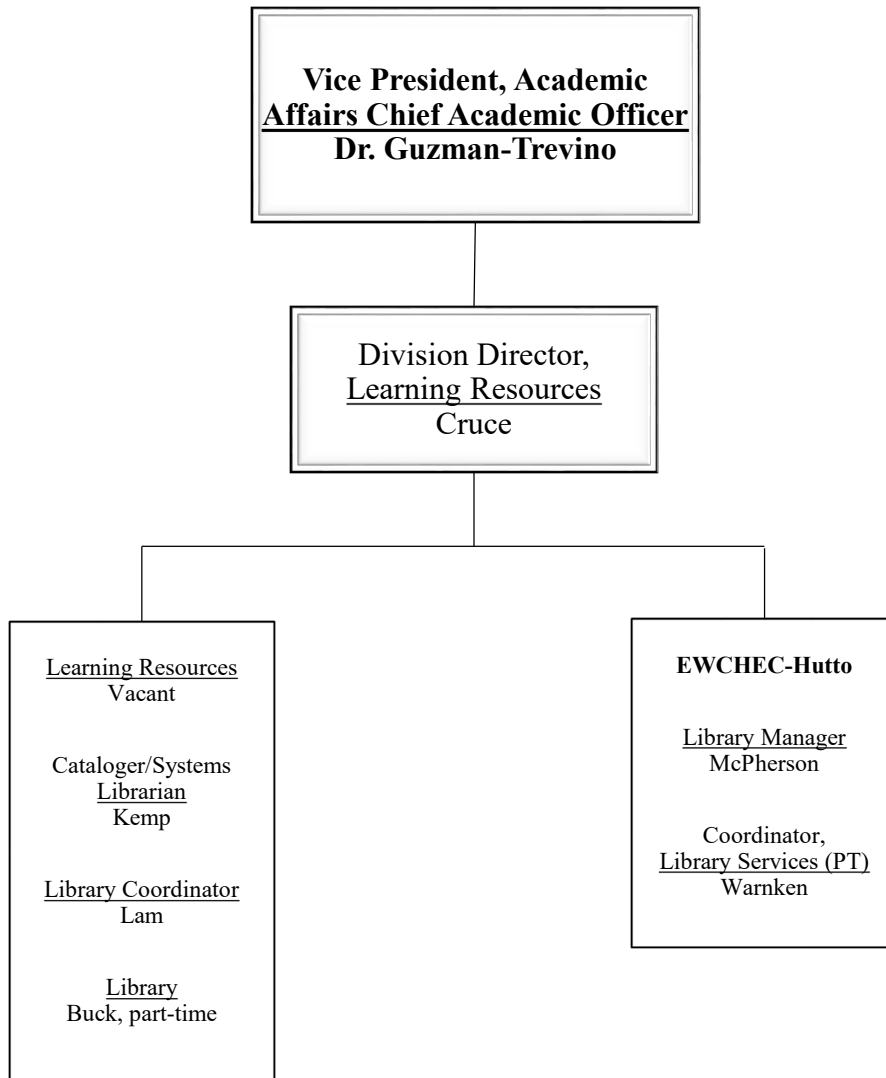 Vice President, Academic
Affairs Chief Academic Officer
Dr. Guzman-Trevino
Division Director,
Learning Resources
Cruce
Learning Resources
Vacant
Cataloger/Systems
Librarian
Kemp
Library Coordinator
Lam
Library
Buck, part-time
EWCHEC-Hutto
Library Manager
McPherson
Coordinator,
Library Services (PT)
Warnken